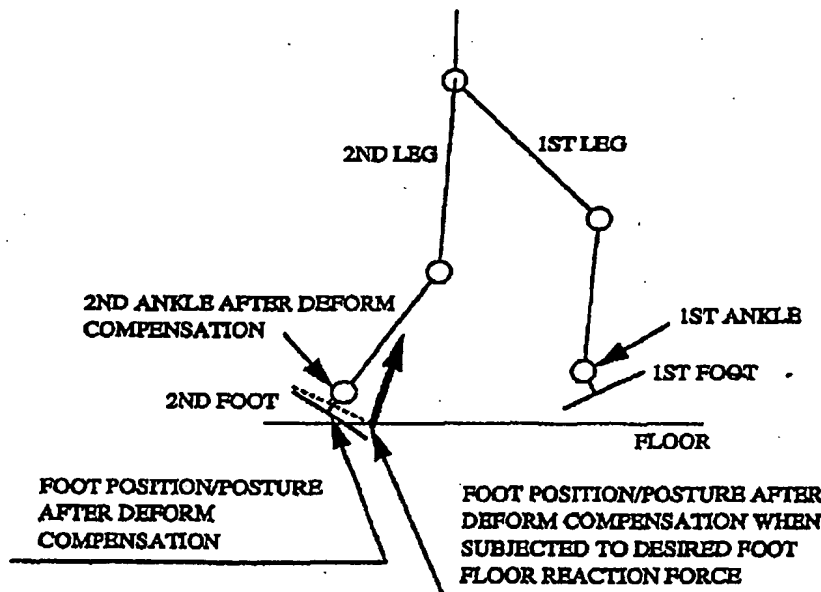 2ND LEG
1ST LEG
2ND ANKLE AFTER DEFORM
COMPENSATION
1ST ANKLE
1ST FOOT
2ND FOOT
FLOOR
FOOT POSITION/POSTURE
AFTER DEFORM
COMPENSATION
FOOT POSITION/POSTURE AFTER
DEFORM COMPENSATION WHEN
SUBJECTED TO DESIRED FOOT
FLOOR REACTION FORCE